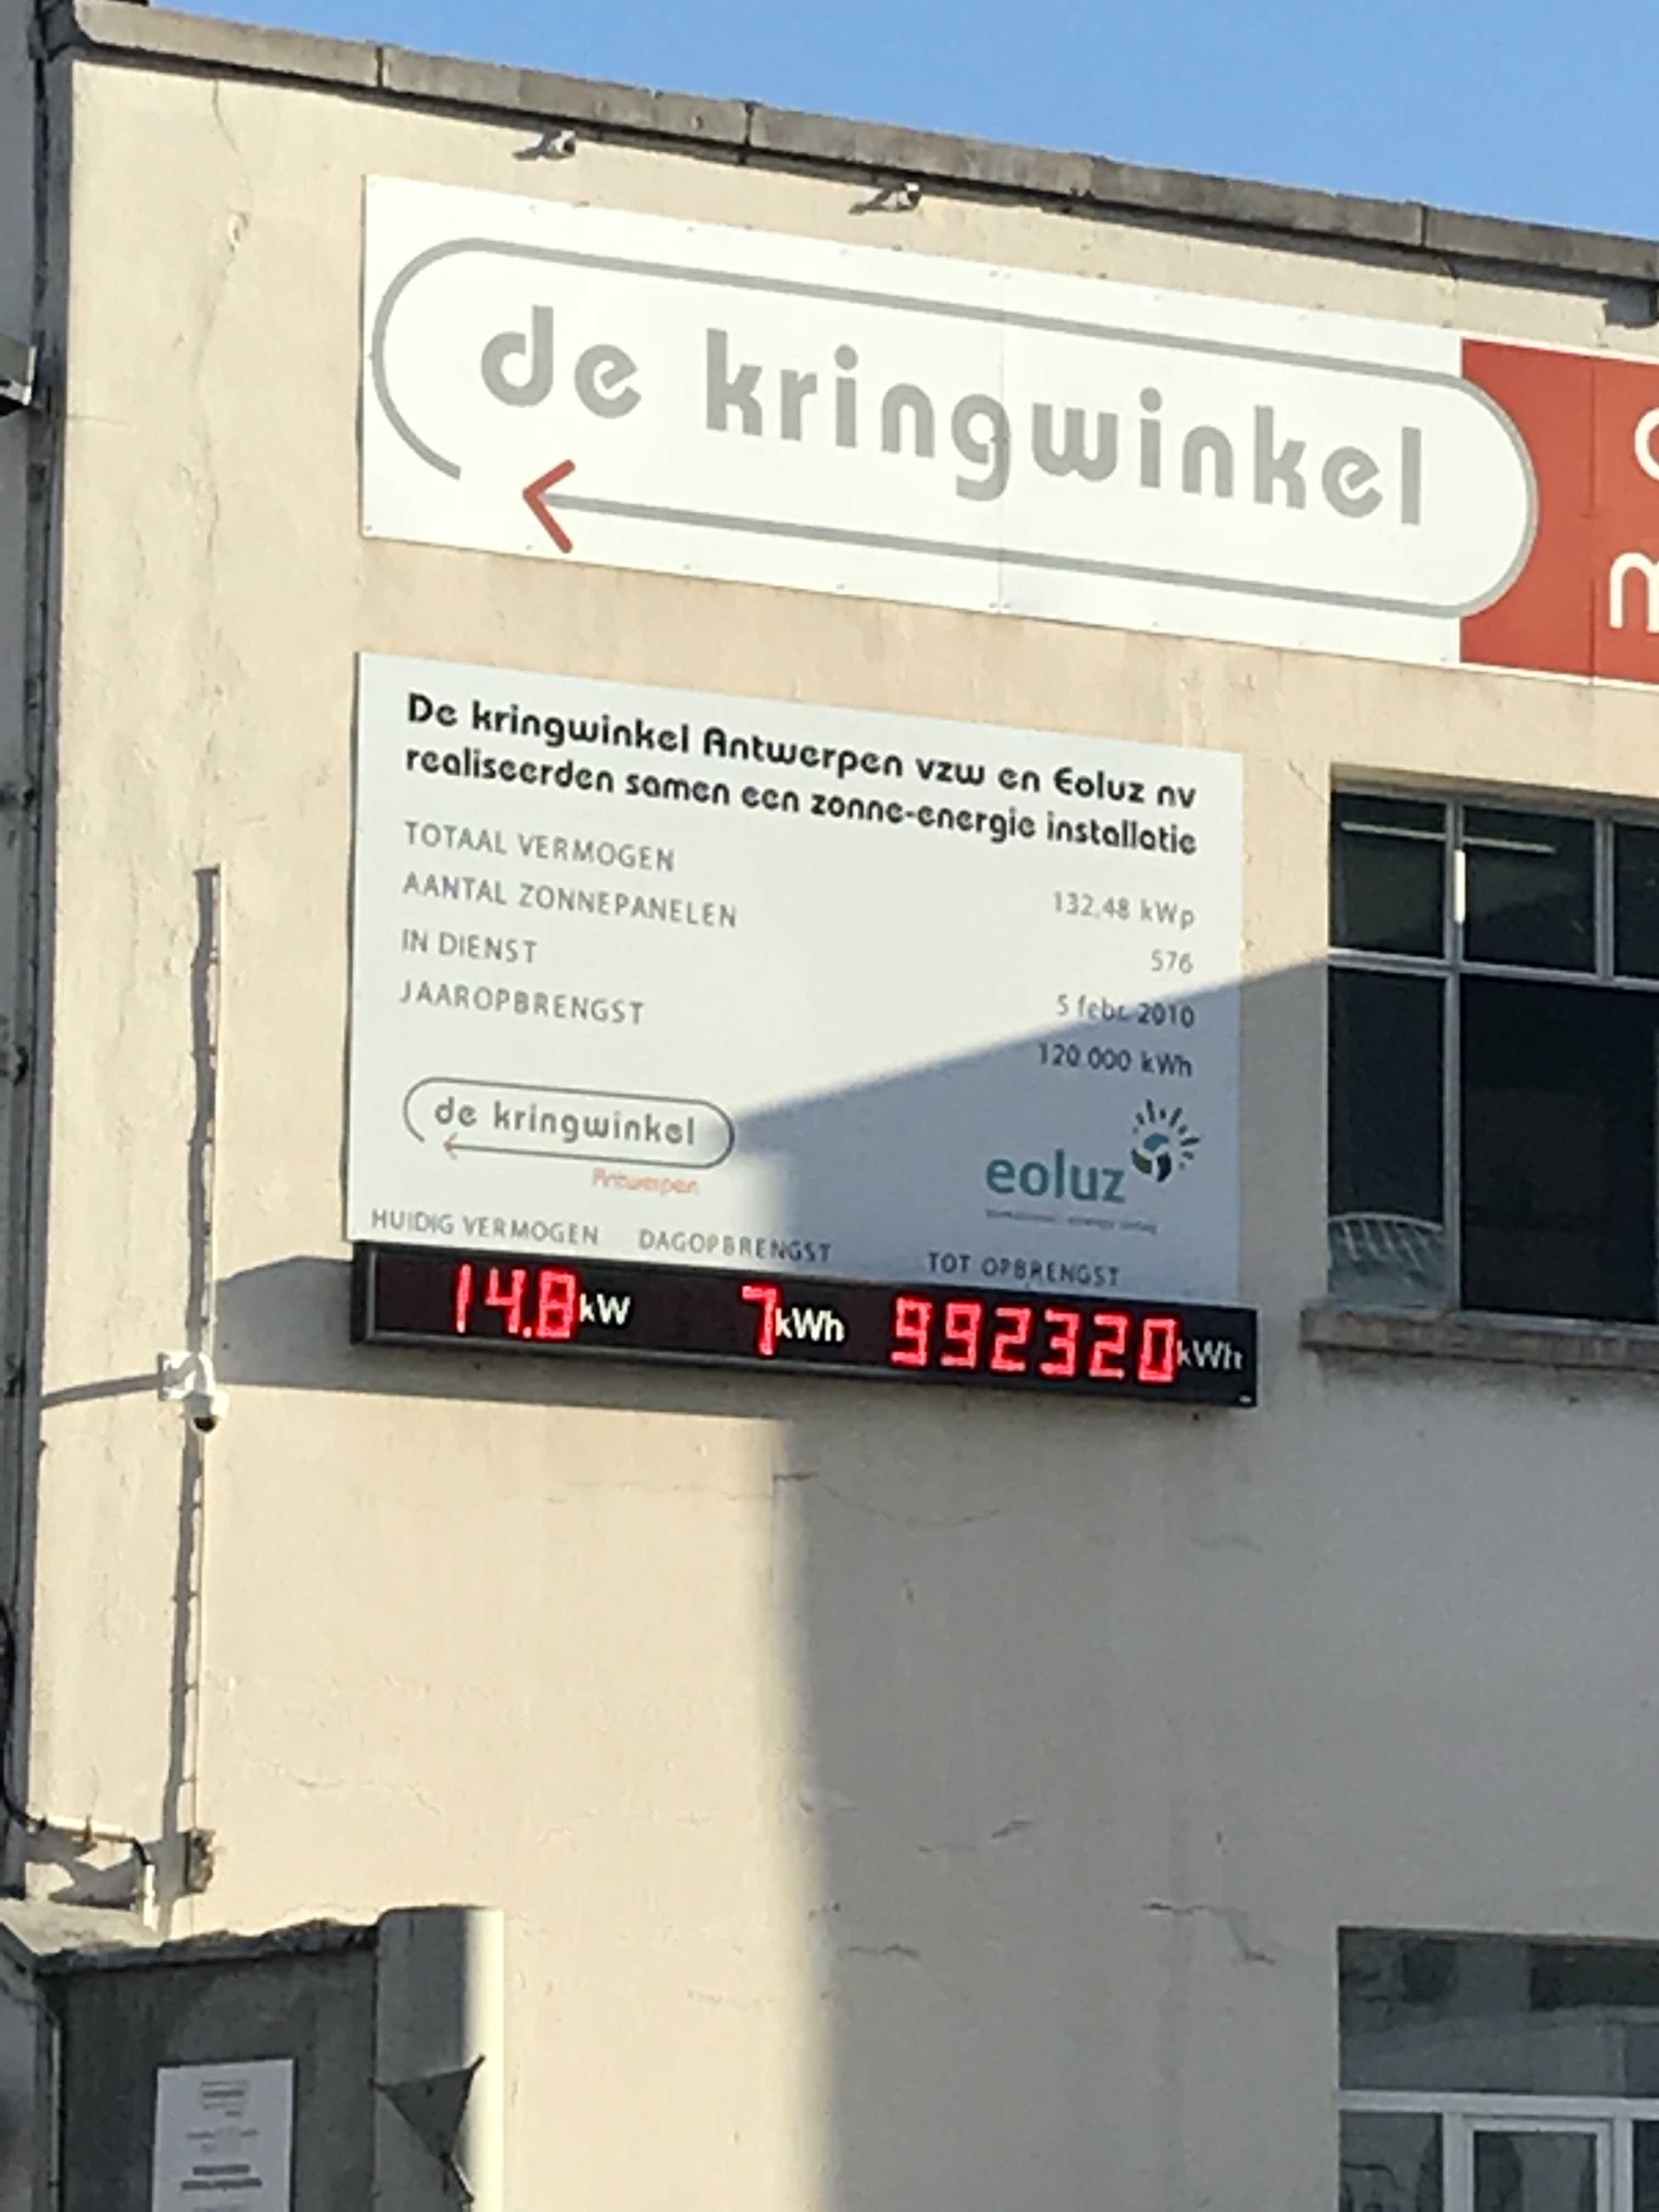 de kringwinkel
De kringwinkel Antwerpen vzw en Eoluz nv
realiseerden samen een zonne-energie installatie
TOTAAL VERMOGEN 132,48 kWp
AANTAL ZONNEPANELEN 576
IN DIENST 5 febr. 2010
JAAROPBRENGST 120.000 kWh
de kringwinkel
Antwerpen
eoluz
HUIDIG VERMOGEN DAGOPBRENGST TOT OPBRENGST
14.8 kW 7 kWh 992320 kWh